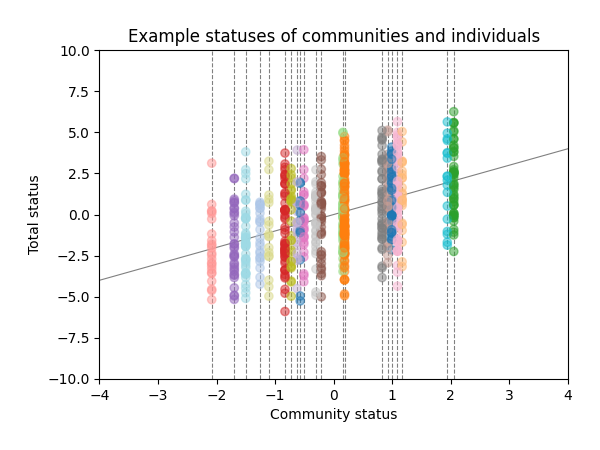 Example statuses of communities and individuals
10.0
7.5
5.0
2.5
0.0
−2.5
−5.0
−7.5
−10.0
Total status
−4 −3 −2 −1 0 1 2 3 4
Community status